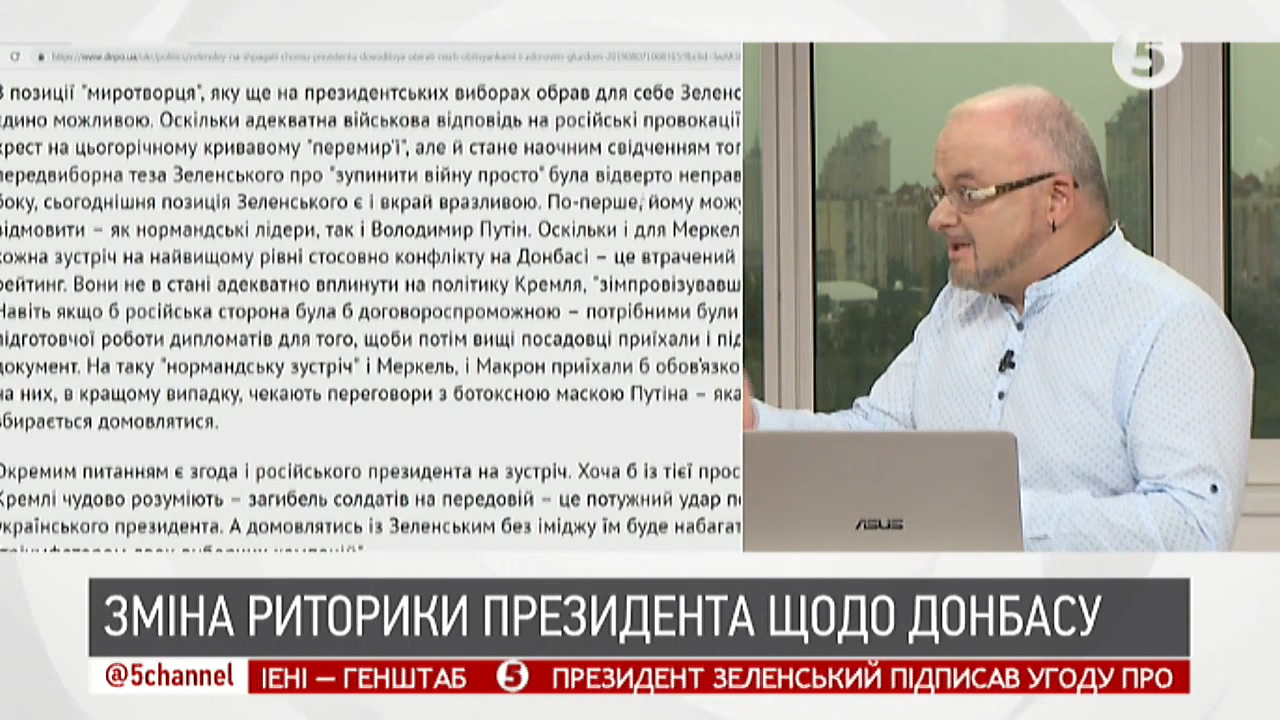 5
В позиції "миротворця", яку ще на президентських виборах обрав для себе Зеленс
єдино можливою. Оскільки адекватна військова відповідь на російські провокації
хрест на цьогорічному кривавому "перемир'ї", але й стане наочним свідченням тог
передвиборна теза Зеленського про "зупинити війну просто" була відверто неправ
боку, сьогоднішня позиція Зеленського є і вкрай вразливою. По-перше, йому можу
відмовити – як нормандські лідери, так і Володимир Путін. Оскільки і для Меркел
кожна зустріч на найвищому рівні стосовно конфлікту на Донбасі – це втрачений
рейтинг. Вони не в стані адекватно вплинути на політику Кремля, "зімпровізувавш
Навіть якщо б російська сторона була б договороспроможною – потрібними були
підготовчої роботи дипломатів для того, щоби потім вищі посадовці приїхали і під
документ. На таку "нормандську зустріч" і Меркель, і Макрон приїхали б обов'язко
на них, в кращому випадку, чекають переговори з ботоксною маскою Путіна – яка
збирається домовлятися.
Окремим питанням є згода і російського президента на зустріч. Хоча б із тієї прос
Кремлі чудово розуміють – загибель солдатів на передовій – це потужний удар по
українського президента. А домовлятись із Зеленським без іміджу їм буде набагат
ASUS
ЗМІНА РИТОРИКИ ПРЕЗИДЕНТА ЩОДО ДОНБАСУ
@5channel ІЕНІ — ГЕНШТАБ 5 ПРЕЗИДЕНТ ЗЕЛЕНСЬКИЙ ПІДПИСАВ УГОДУ ПРО